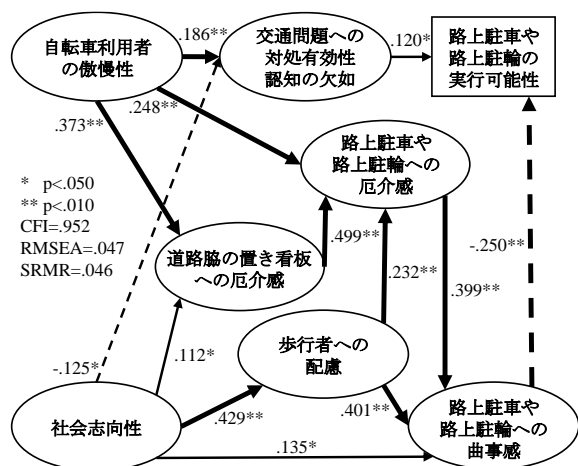 自転車利用者
の傲慢性
.186**
交通問題への
対処有効性
認知の欠如
.120*
路上駐車や
路上駐輪の
実行可能性
.373**
.248**
路上駐車や
路上駐輪への
厄介感
* p<.050
** p<.010
CFI=.952
RMSEA=.047
SRMR=.046
道路脇の置き看板
への厄介感
.499**
.232**
-.250**
.399**
-.125*
.112*
歩行者への
配慮
社会志向性
.429**
.401**
.135*
路上駐車や
路上駐輪への
曲事感